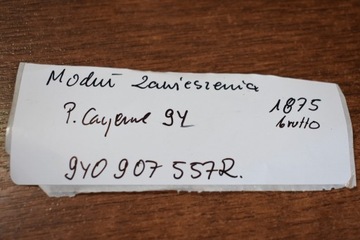 Moduł zawieszenia
P. Cayenne 9Y
1875
brutto
9Y0 907 557R.